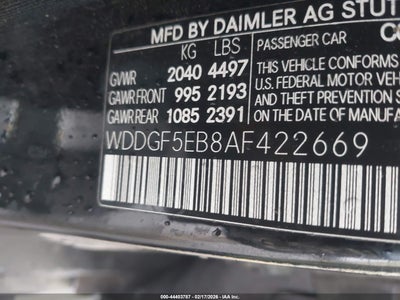 MFD BY DAIMLER AG STUT
KG LBS
GVWR 2040 4497
GAWR FRONT 995 2193
GAWR REAR 1085 2391
PASSENGER CAR
THIS VEHICLE CONFORMS
U.S. FEDERAL MOTOR VEH
AND THEFT PREVENTION S
ON THE DATE OF MANUFA
WDDGF5EB8AF422669
000-44403787 - 02/17/2026 - IAA Inc.